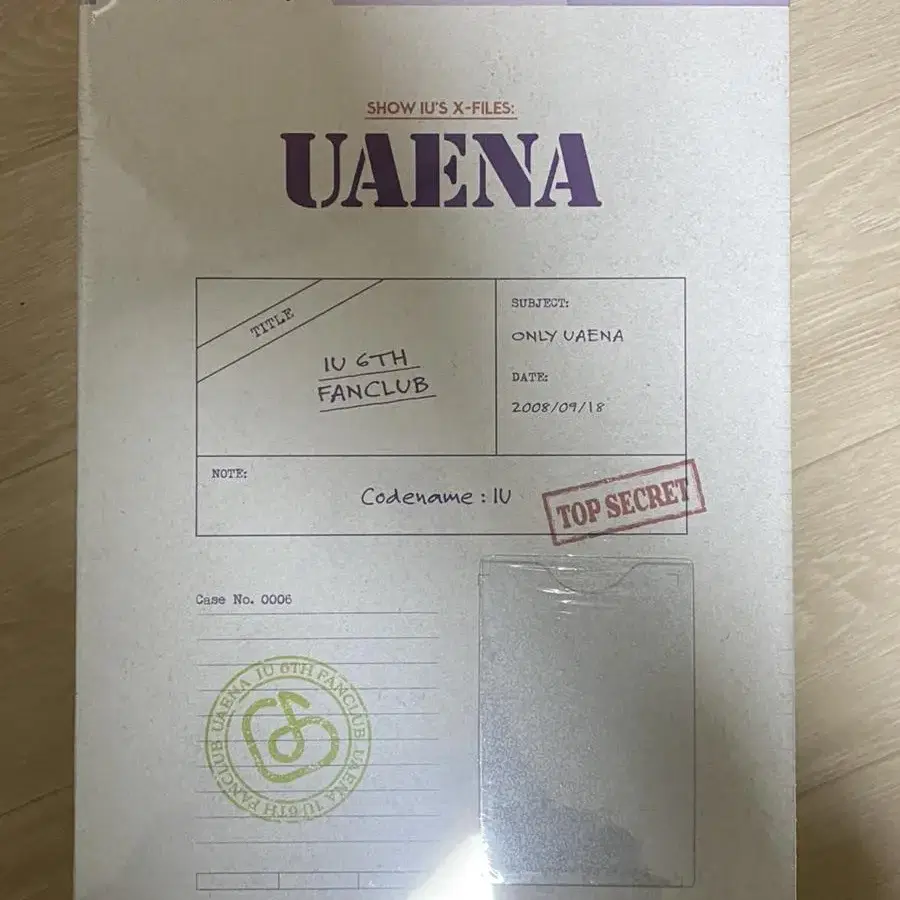 SHOW IU'S X-FILES:
UAENA
TITLE
IU 6TH
FANCLUB
SUBJECT:
ONLY UAENA
DATE:
2008/09/18
NOTE:
Codename : IU
TOP SECRET
Case No. 0006
UAENA IU 6TH FANCLUB UAENA IU 6TH FANCLUB